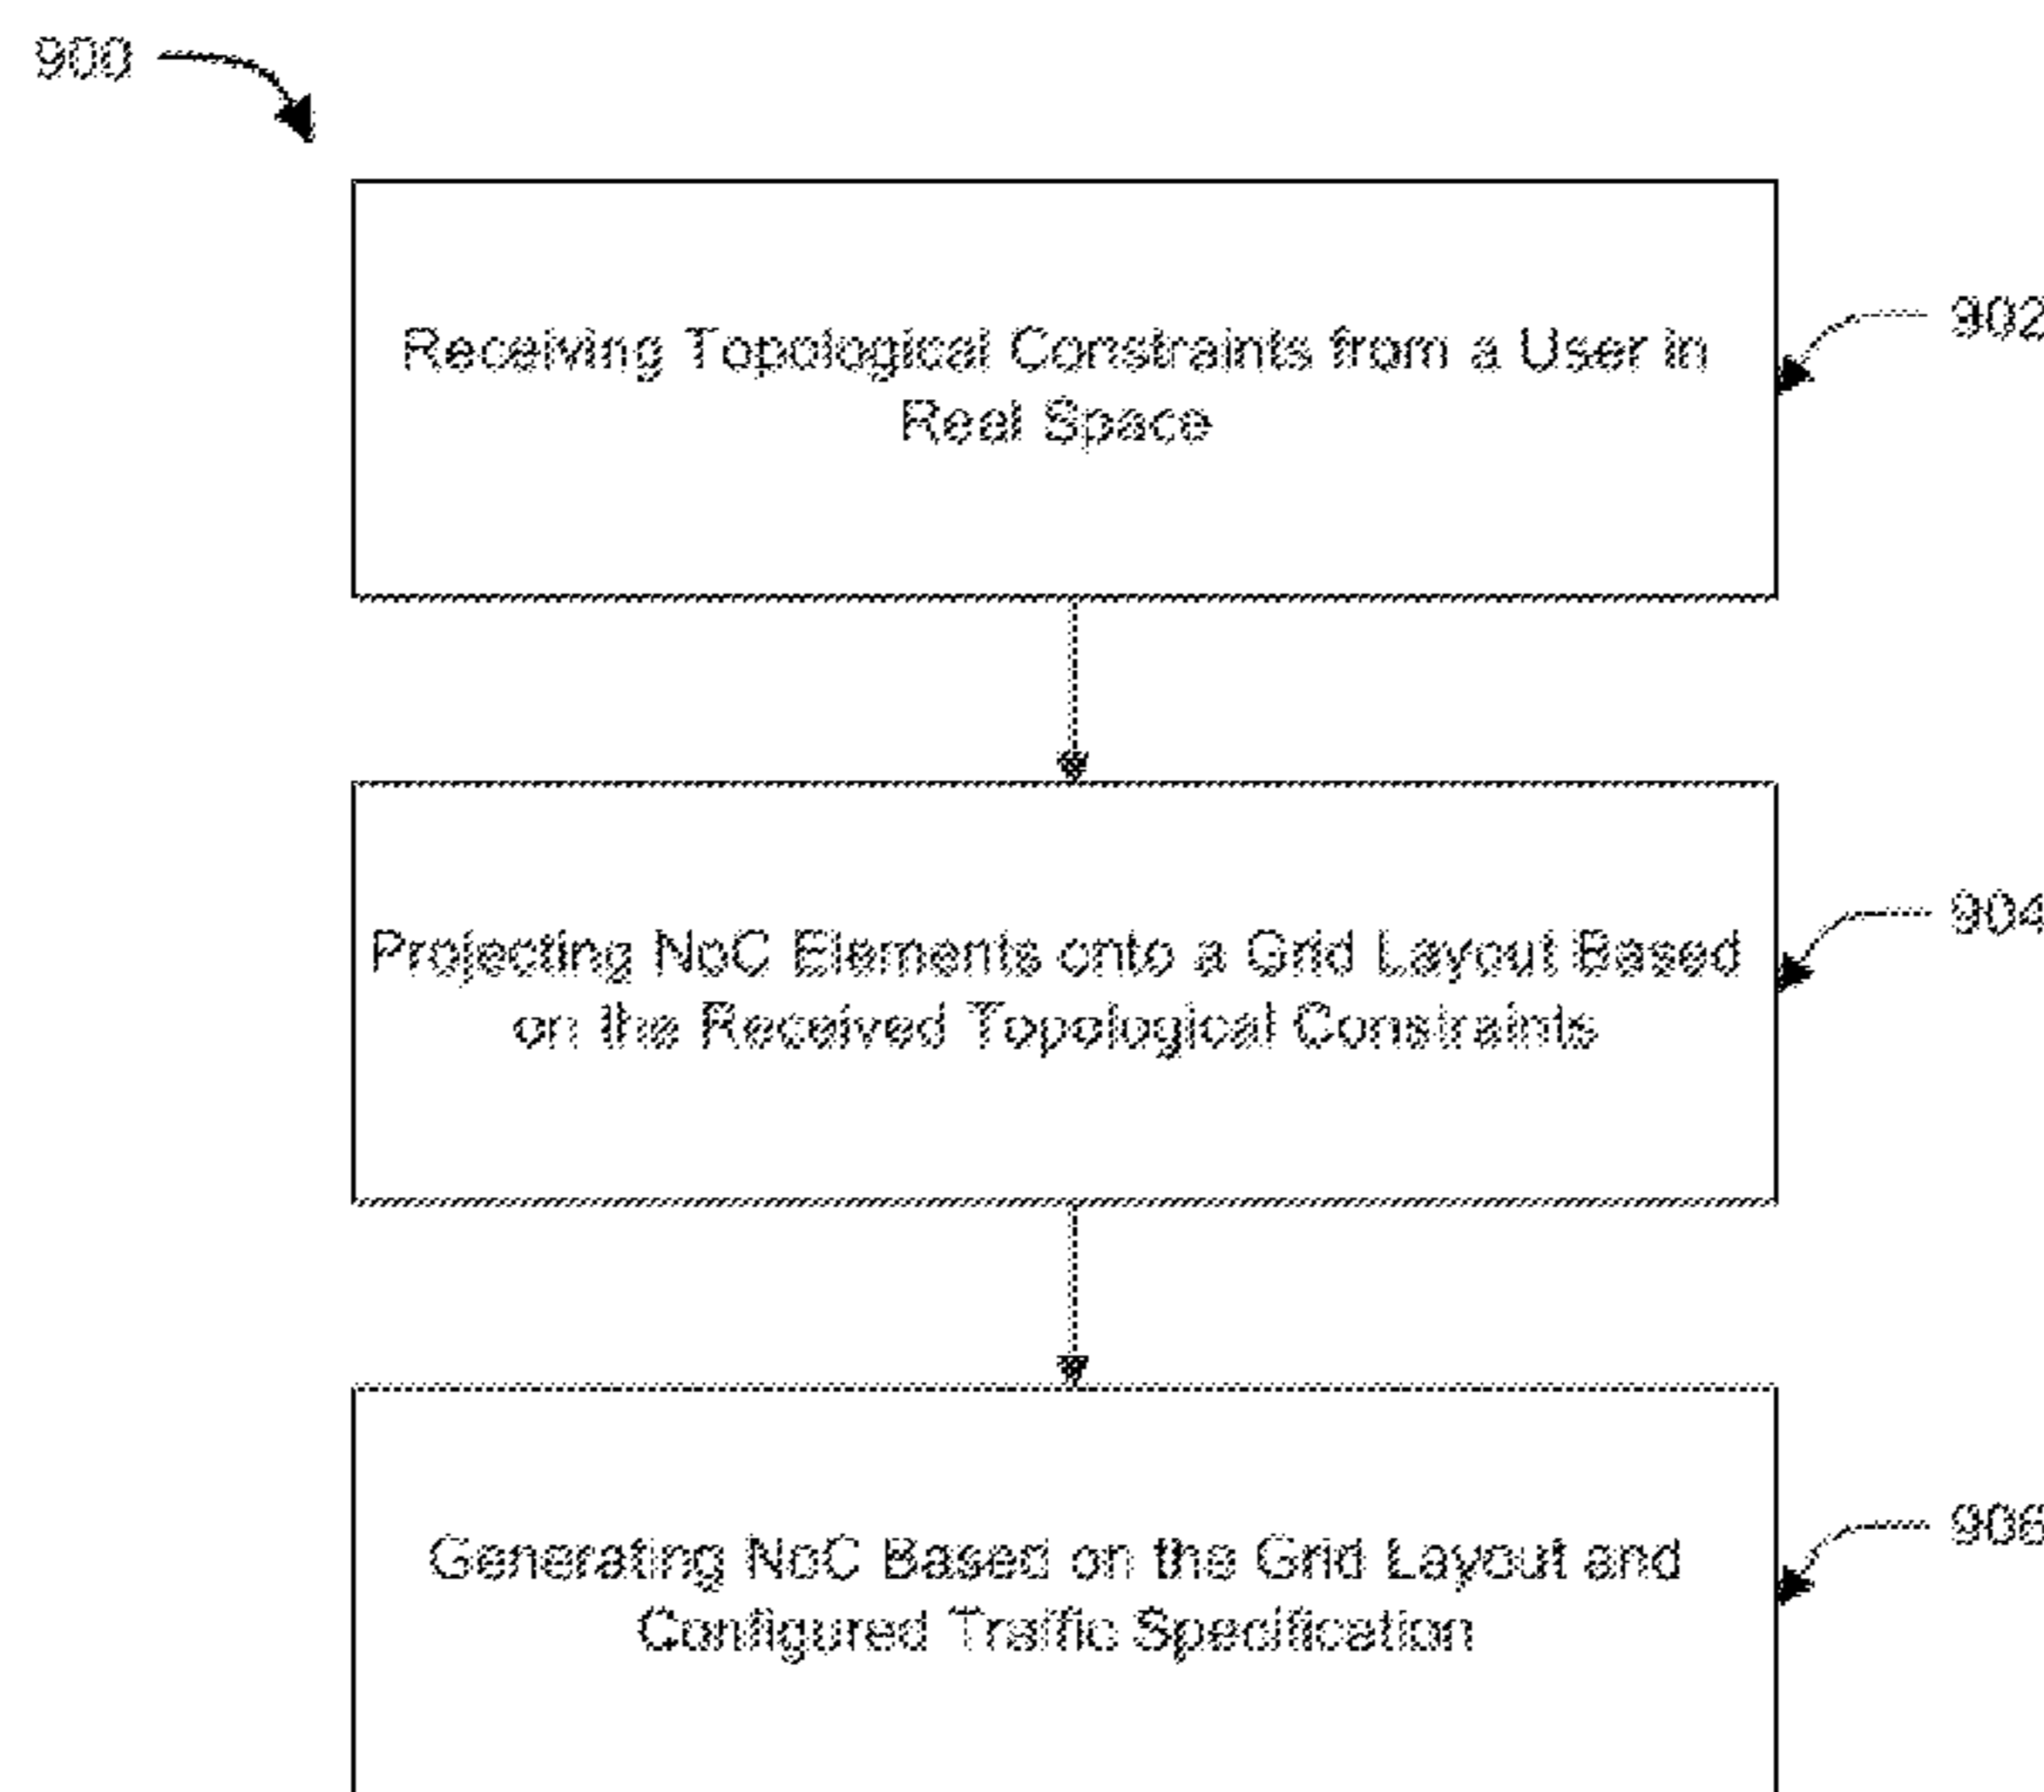 900
Receiving Topological Constraints from a User in
Real Space
902
Projecting NoC Elements onto a Grid Layout Based
on the Received Topological Constraints
904
Generating NoC Based on the Grid Layout and
Configured Traffic Specification
906